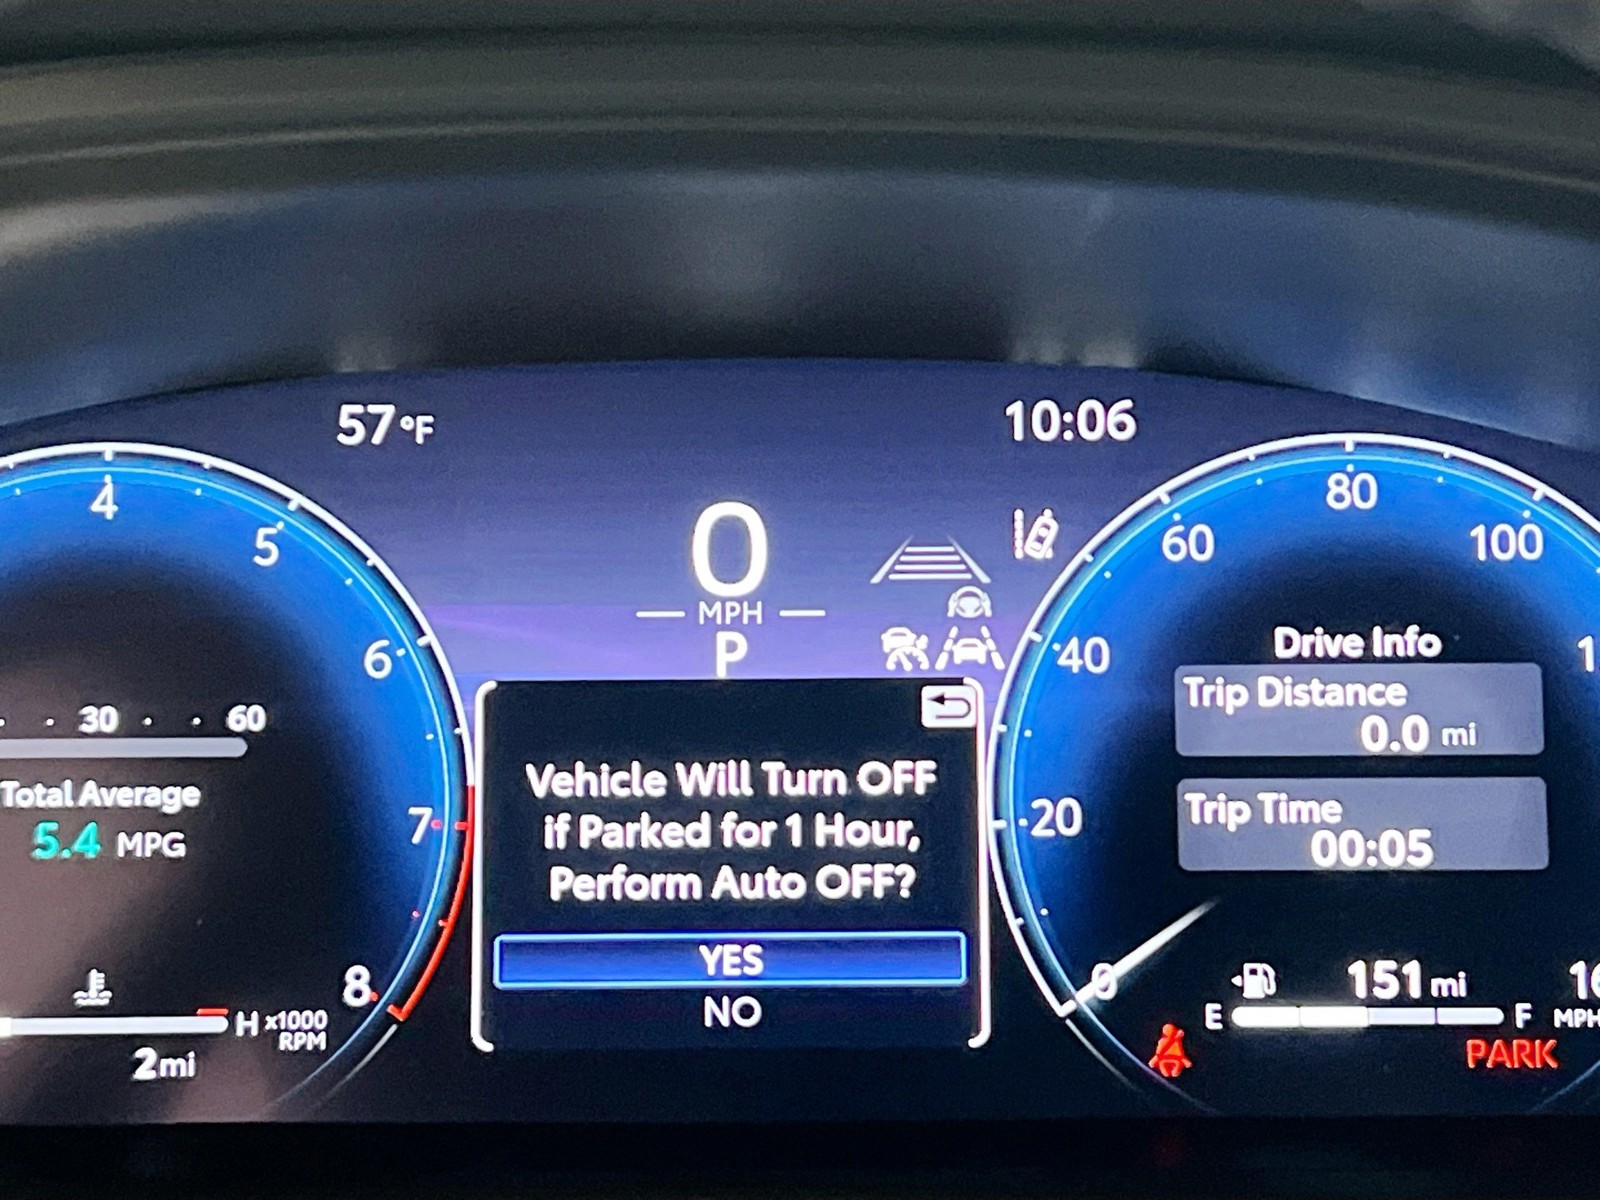 57°F
10:06
4
5
6
7
8
30
60
Total Average
5.4 MPG
H x1000
RPM
2mi
0
MPH
P
Vehicle Will Turn OFF
if Parked for 1 Hour,
Perform Auto OFF?
YES
NO
0
20
40
60
80
100
Drive Info
Trip Distance
0.0 mi
Trip Time
00:05
151 mi
E
F
MPH
PARK